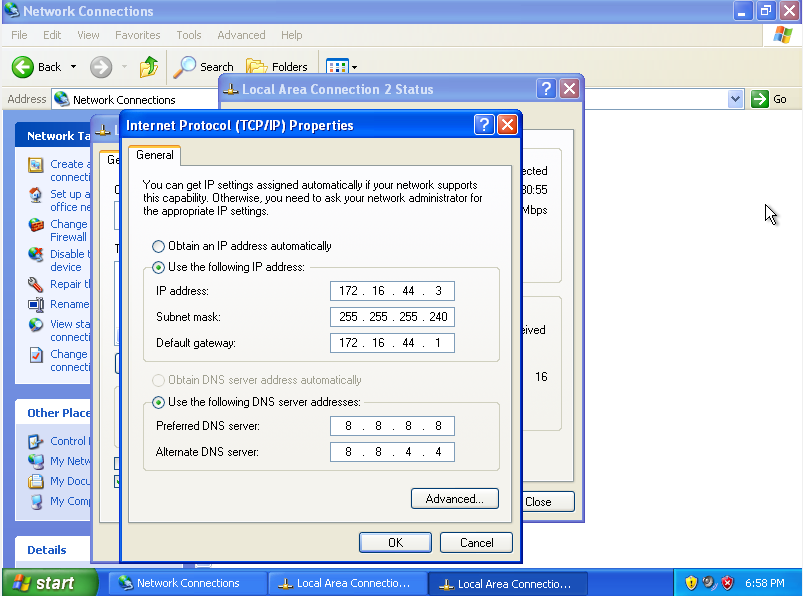 Network Connections
File Edit View Favorites Tools Advanced Help
Back Search Folders
Address Network Connections Go
Local Area Connection 2 Status
Network Ta
Create a
connecti
Set up a
office ne
Change
Firewall
Disable t
device
Repair t
Rename
View sta
connecti
Change
connecti
Other Place
Control
My Netw
My Docu
My Comp
Details
Internet Protocol (TCP/IP) Properties
General
You can get IP settings assigned automatically if your network supports
this capability. Otherwise, you need to ask your network administrator for
the appropriate IP settings.
Obtain an IP address automatically
Use the following IP address:
IP address: 172 . 16 . 44 . 3
Subnet mask: 255 . 255 . 255 . 240
Default gateway: 172 . 16 . 44 . 1
Obtain DNS server address automatically
Use the following DNS server addresses:
Preferred DNS server: 8 . 8 . 8 . 8
Alternate DNS server: 8 . 8 . 4 . 4
Advanced...
OK Cancel
ected
30:55
Mbps
eived
16
Close
start Network Connections Local Area Connectio... Local Area Connectio... 6:58 PM